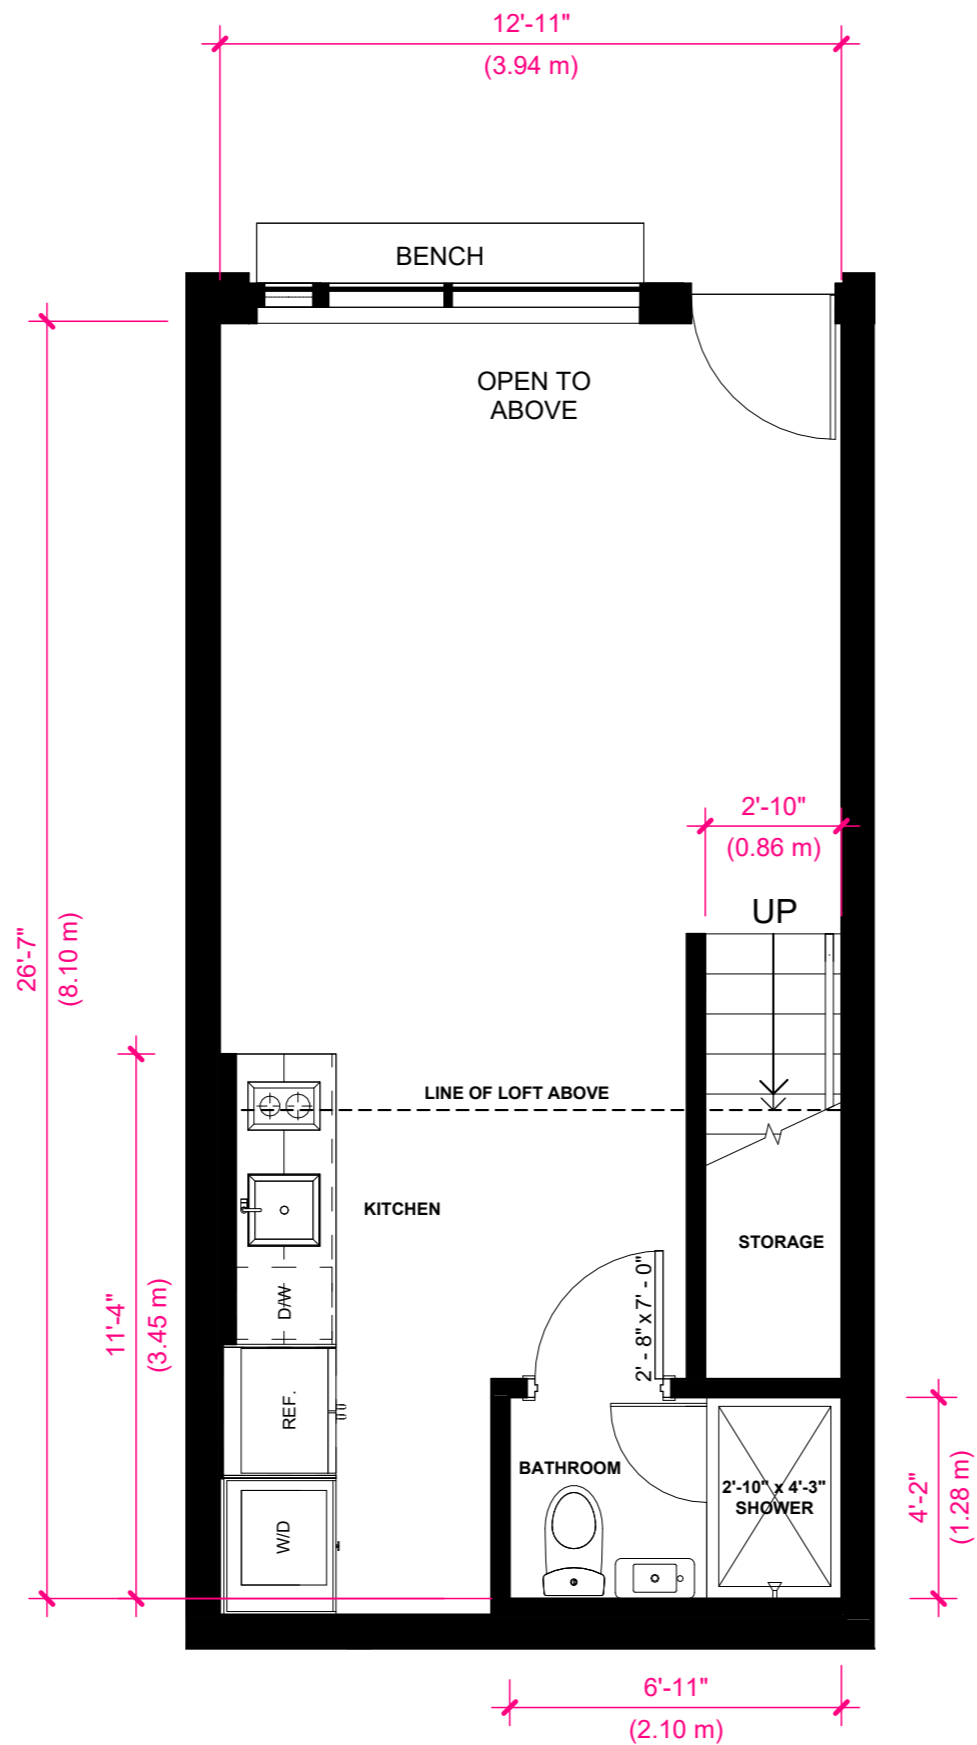 12'-11"
(3.94 m)
BENCH
OPEN TO
ABOVE
2'-10"
(0.86 m)
UP
26'-7"
(8.10 m)
LINE OF LOFT ABOVE
KITCHEN
STORAGE
11'-4"
(3.45 m)
D/W
2' - 8" x 7' - 0"
REF.
BATHROOM
2'-10" x 4'-3"
SHOWER
4'-2"
(1.28 m)
W/D
6'-11"
(2.10 m)